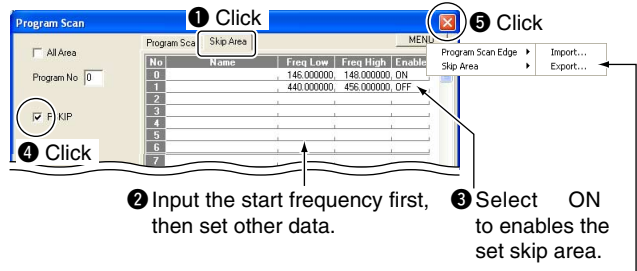 ❶ Click
Program Scan
❺ Click
All Area
Program Sca Skip Area MENU
Program Scan Edge Import...
Skip Area Export...
Program No 0
No Name Freq Low Freq High Enable
0 146.000000, 148.000000, ON
1 440.000000, 456.000000, OFF
2
3
P KIP
4
5
❹ Click
6
7
❷ Input the start frequency first,
then set other data.
❸ Select ON
to enables the
set skip area.